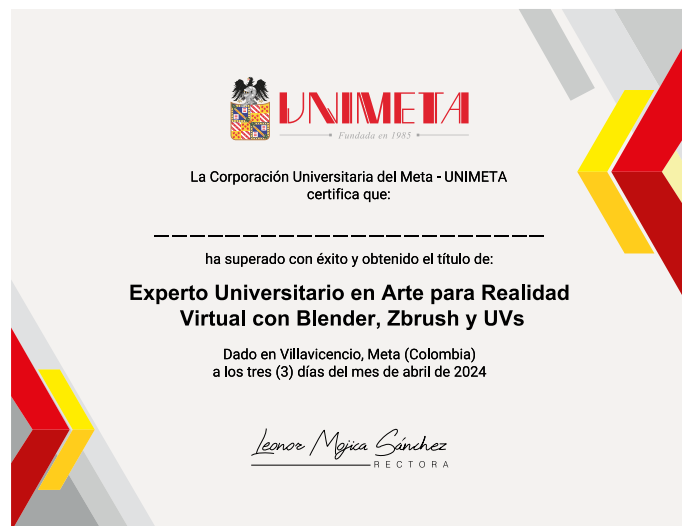 UNIMETA
Fundada en 1985
La Corporación Universitaria del Meta - UNIMETA
certifica que:
ha superado con éxito y obtenido el título de:
Experto Universitario en Arte para Realidad
Virtual con Blender, Zbrush y UVs
Dado en Villavicencio, Meta (Colombia)
a los tres (3) días del mes de abril de 2024
Leonor Mojica Sánchez
RECTORA